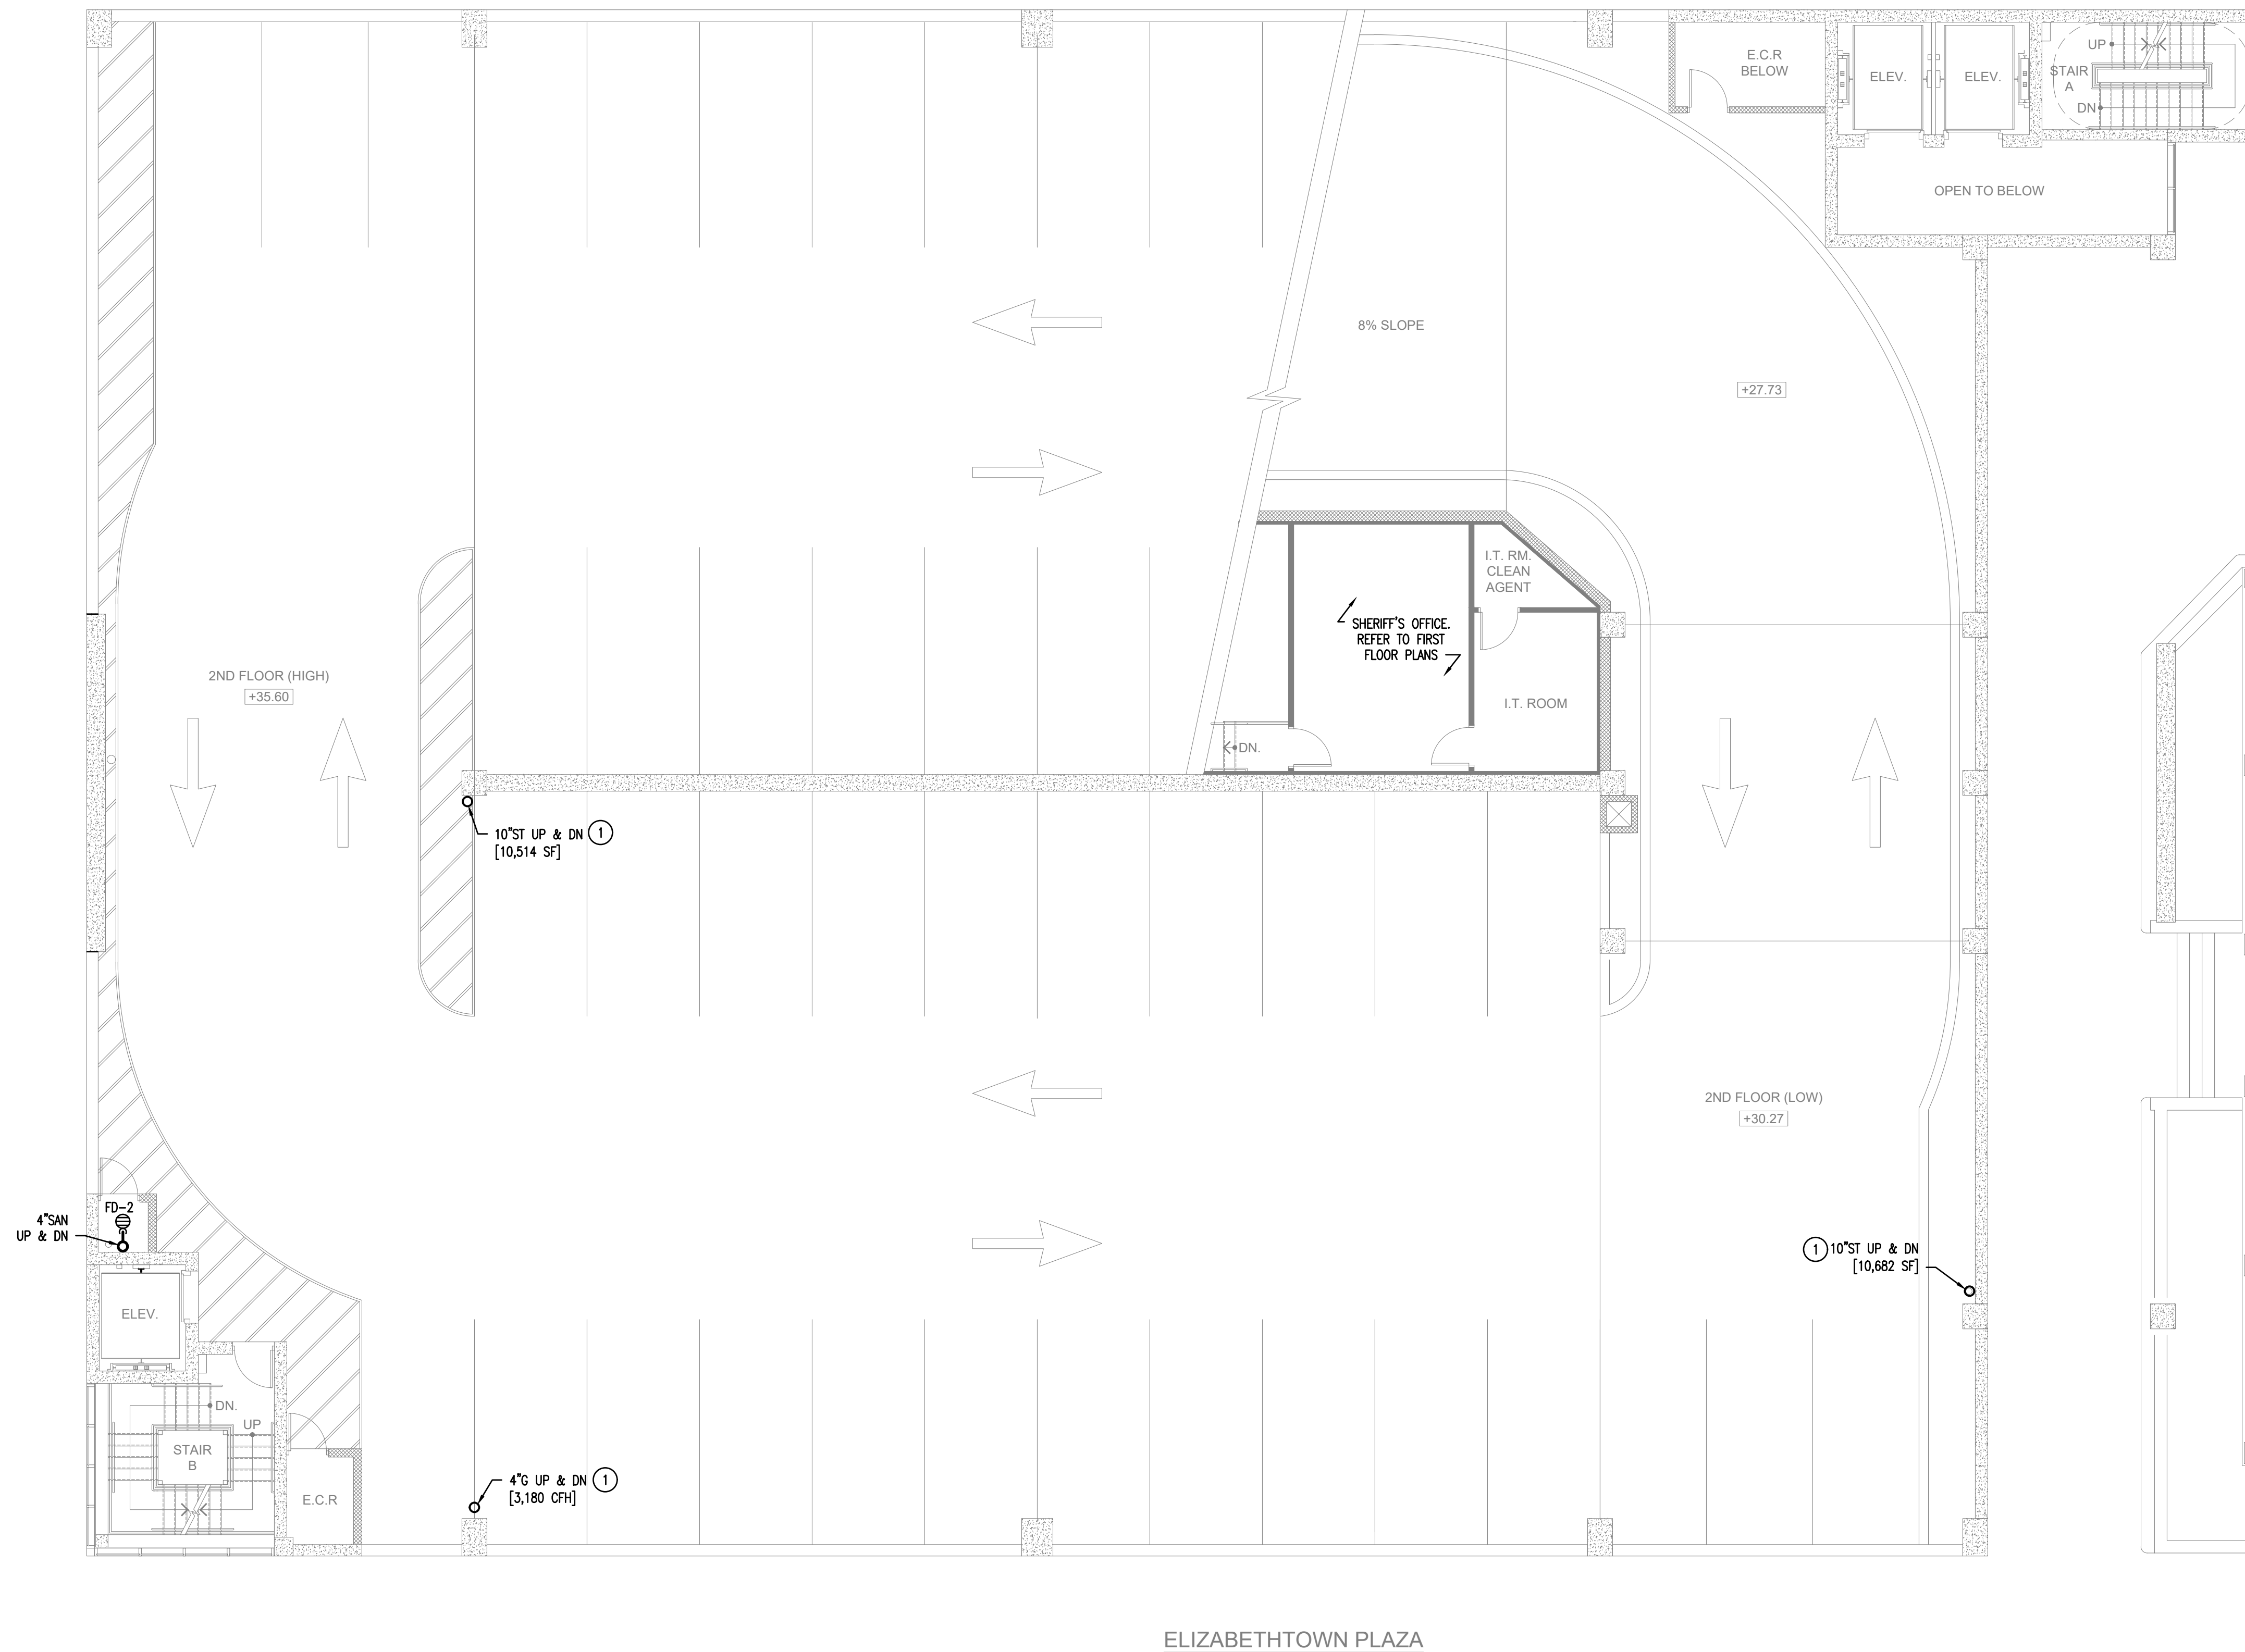 E.C.R
BELOW
ELEV.
ELEV.
UP
STAIR
A
DN
OPEN TO BELOW
8% SLOPE
+27.73
I.T. RM.
CLEAN
AGENT
SHERIFF'S OFFICE.
REFER TO FIRST
FLOOR PLANS
I.T. ROOM
DN.
2ND FLOOR (HIGH)
+35.60
10"ST UP & DN 1
[10,514 SF]
2ND FLOOR (LOW)
+30.27
FD-2
4"SAN
UP & DN
1 10"ST UP & DN
[10,682 SF]
ELEV.
DN.
UP
STAIR
B
E.C.R
4"G UP & DN 1
[3,180 CFH]
ELIZABETHTOWN PLAZA